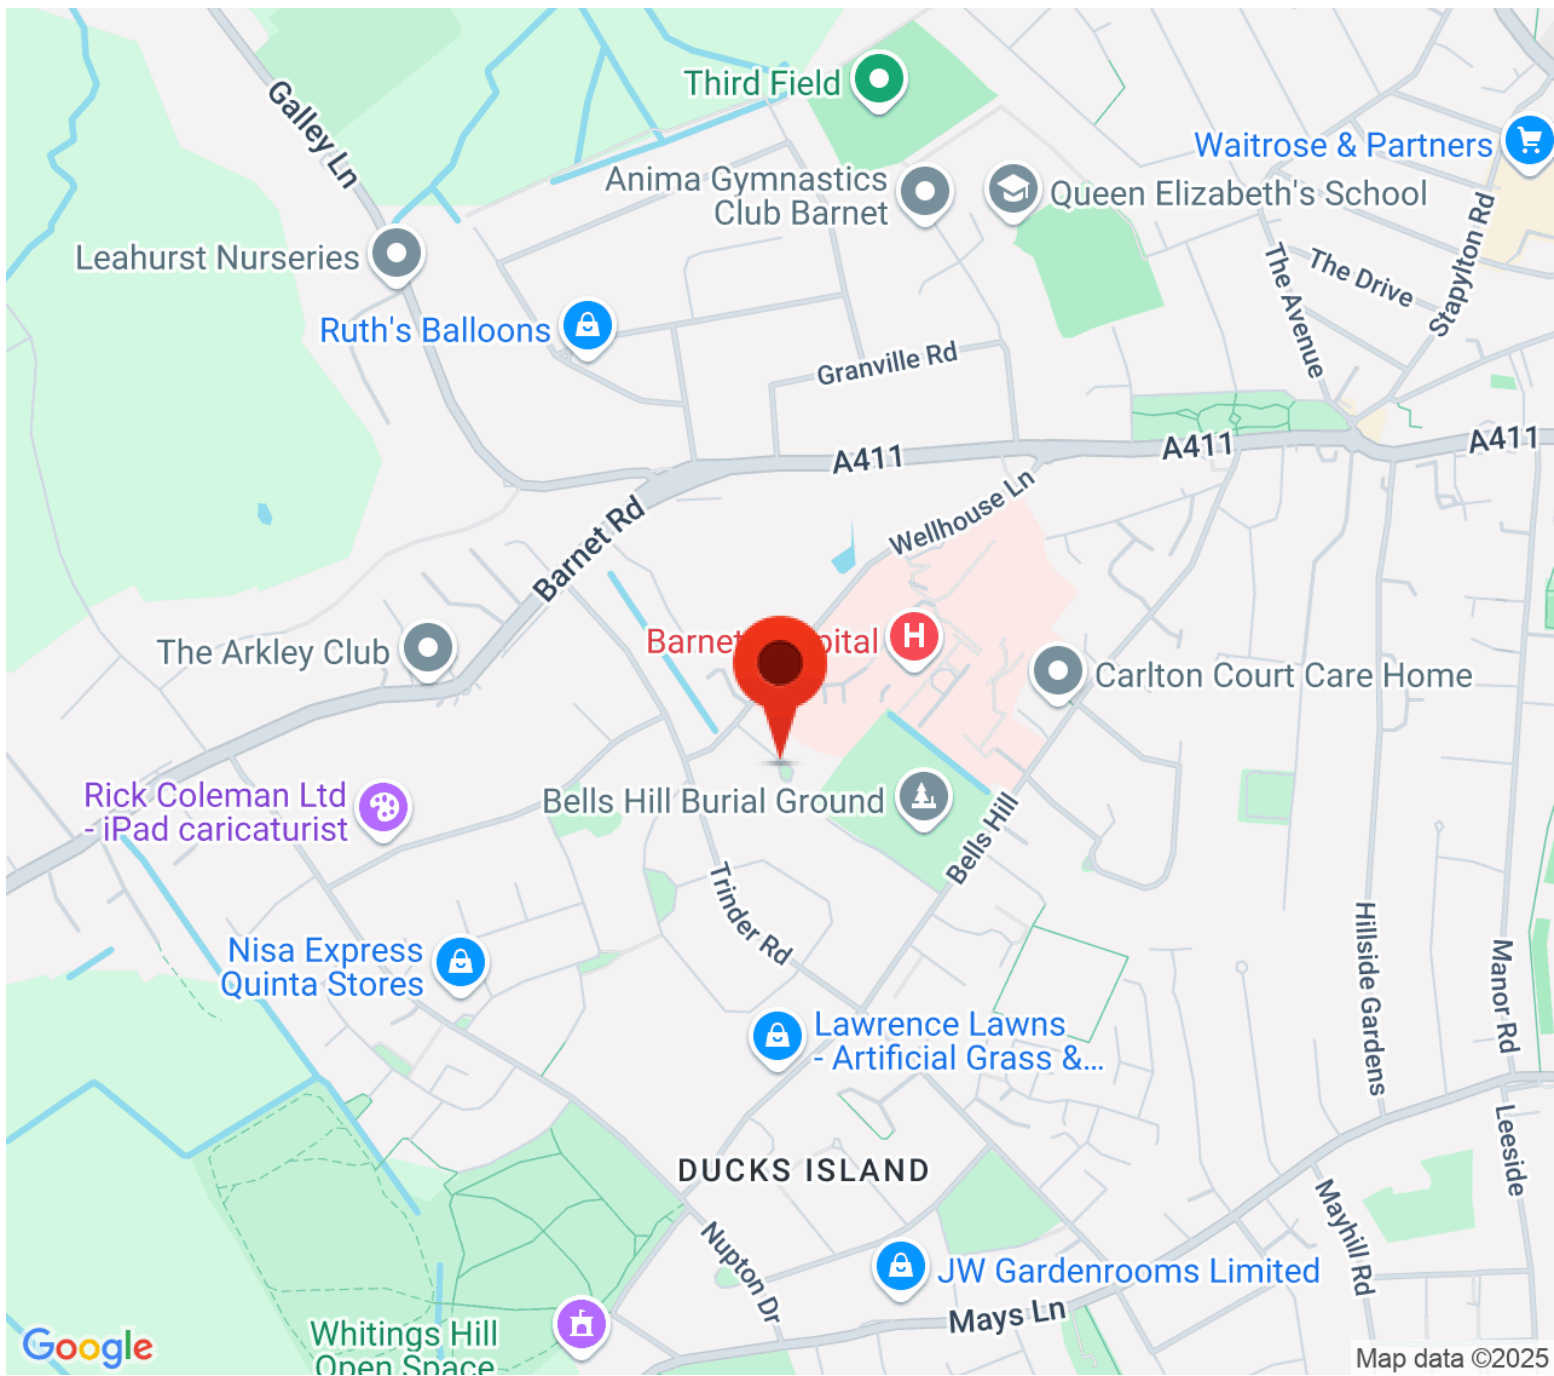 Third Field
Galley Ln
Waitrose & Partners
Anima Gymnastics
Club Barnet
Queen Elizabeth's School
Stapylton Rd
Leahurst Nurseries
The Avenue
The Drive
Ruth's Balloons
Granville Rd
A411
A411
A411
Wellhouse Ln
Barnet Rd
H
The Arkley Club
Carlton Court Care Home
Rick Coleman Ltd
- iPad caricaturist
Bells Hill Burial Ground
Bells Hill
Trinder Rd
Hillside Gardens
Manor Rd
Nisa Express
Quinta Stores
Lawrence Lawns
- Artificial Grass &...
Leeside
DUCKS ISLAND
Mayhill Rd
Nupton Dr
JW Gardenrooms Limited
Mays Ln
Whitings Hill
Open Space
Google
Map data ©2025